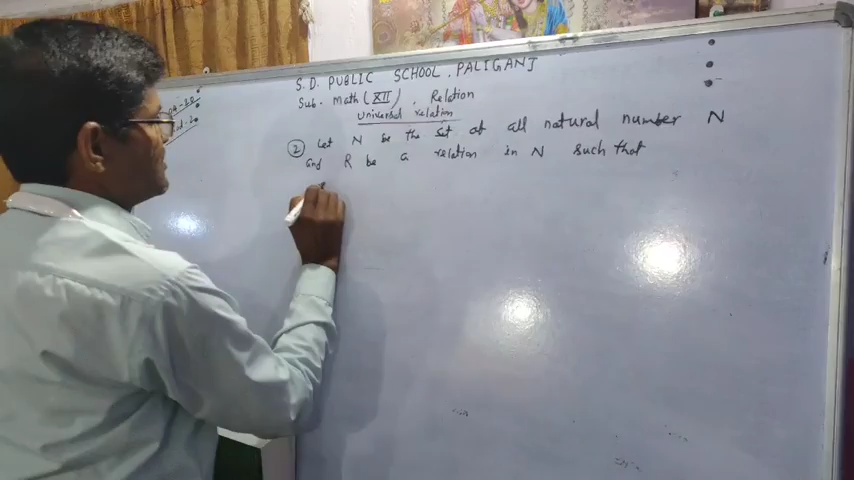 S.D. PUBLIC SCHOOL, PALIGANJ
Sub. Math (XII), Relation
Universal relation
② Let N be the set of all natural number N
and R be a relation in N such that